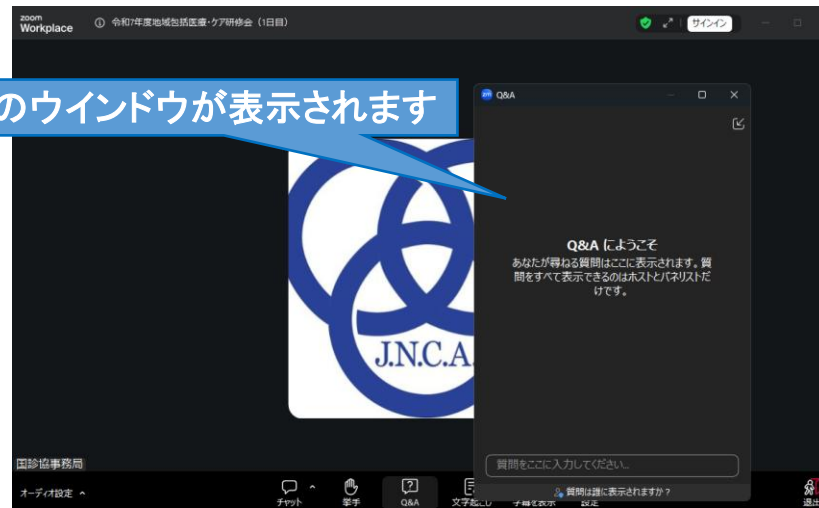 zoom
Workplace
令和7年度地域包括医療・ケア研修会（1日目）
サインイン
のウインドウが表示されます
zm Q&A
Q&A にようこそ
あなたが尋ねる質問はここに表示されます。質
問をすべて表示できるのはホストとパネリストだ
けです。
J.N.C.A.
質問をここに入力してください...
質問は誰に表示されますか？
国診協事務局
オーディオ設定
チャット
挙手
Q&A
文字起こし
字幕を表示
設定
退出